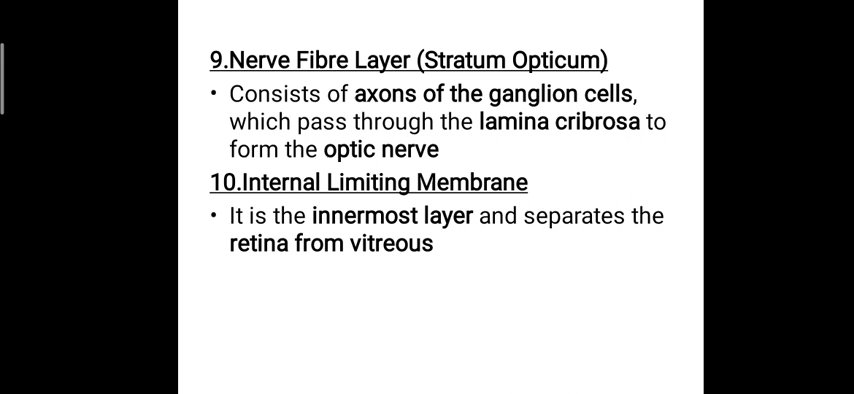 9.Nerve Fibre Layer (Stratum Opticum)
• Consists of axons of the ganglion cells,
which pass through the lamina cribrosa to
form the optic nerve
10.Internal Limiting Membrane
• It is the innermost layer and separates the
retina from vitreous